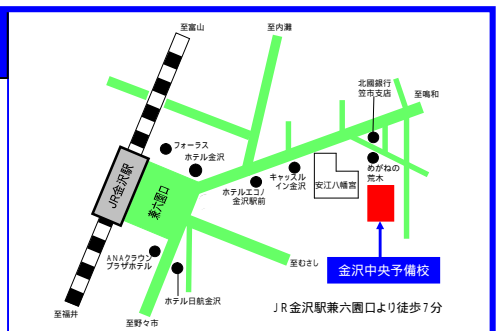 至富山
至内灘
北國銀行
笠市支店
至鳴和
フォーラス
ホテル金沢
めがねの
荒木
キャッスル
イン金沢
JR金沢駅
兼六園口
安江八幡宮
ホテルエコノ
金沢駅前
ANAクラウン
プラザホテル
至むさし
金沢中央予備校
ホテル日航金沢
至福井
至野々市
JR金沢駅兼六園口より徒歩7分